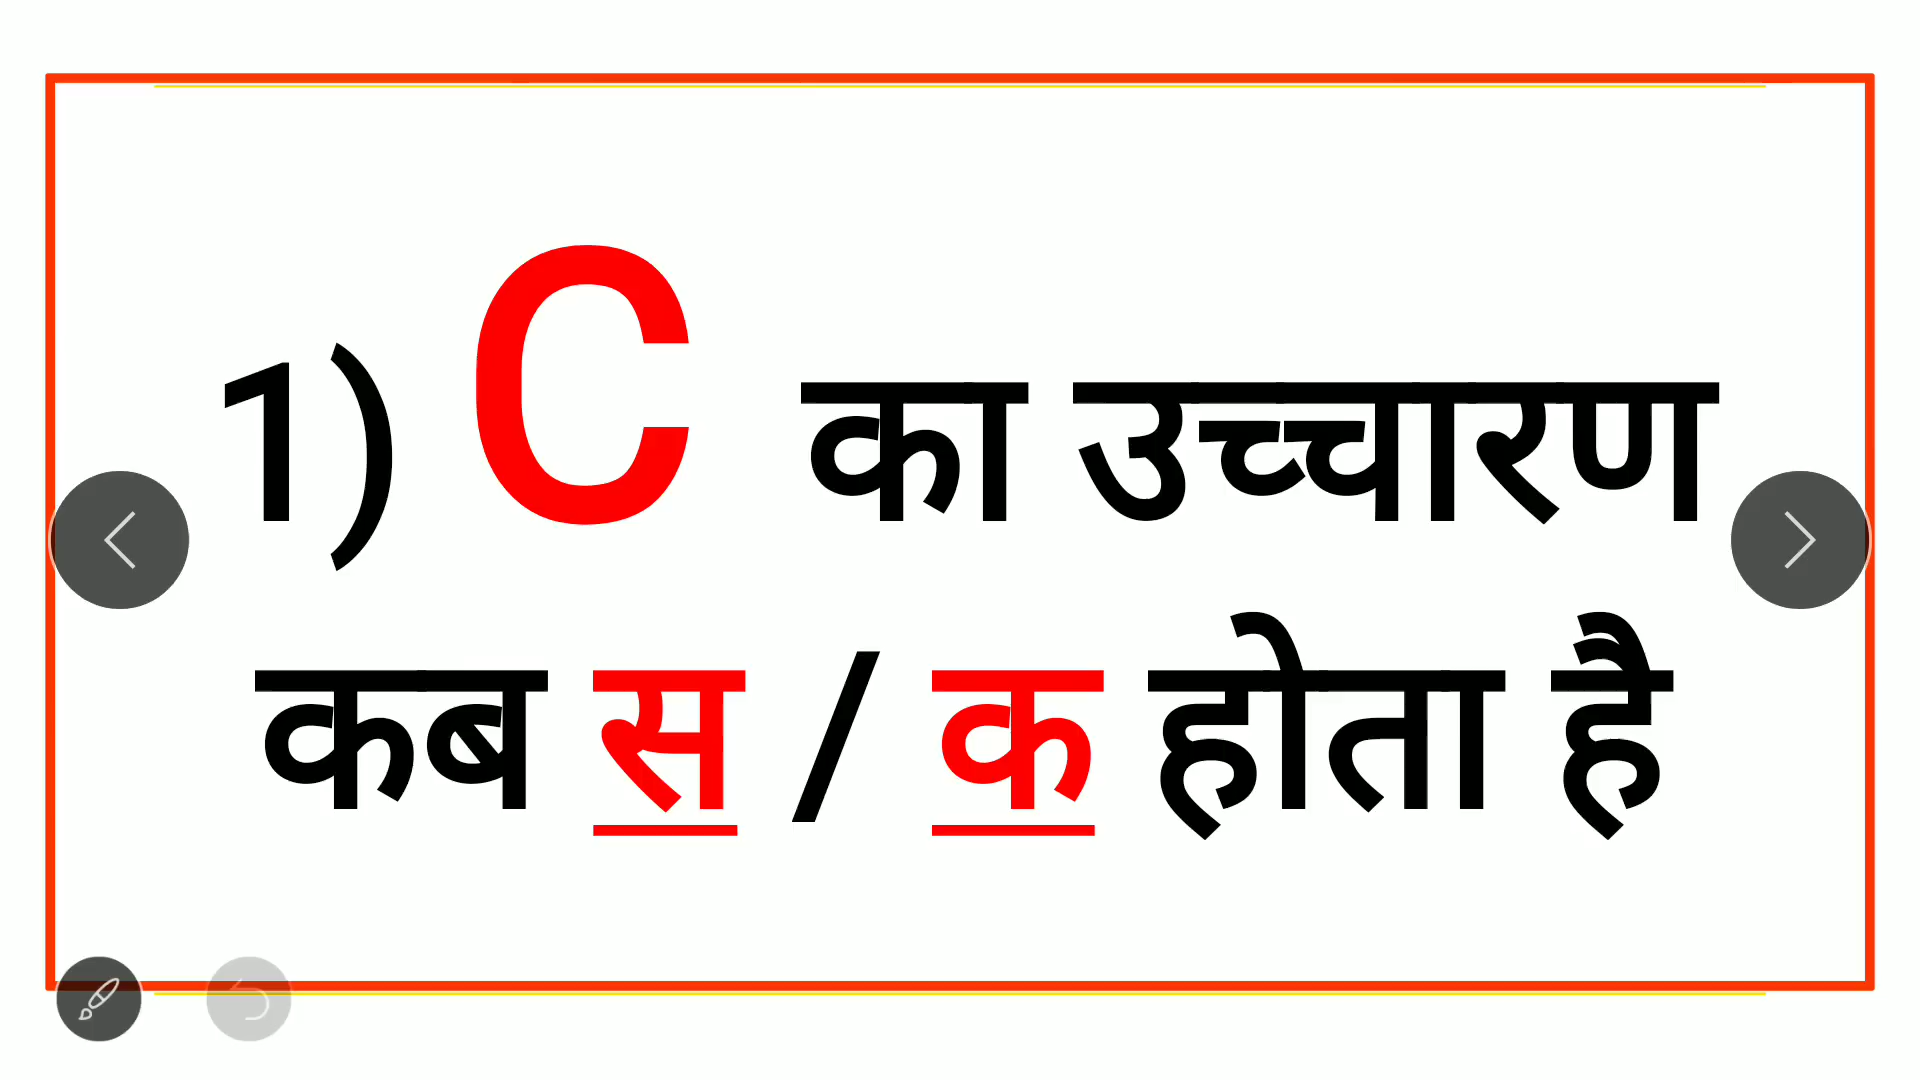 1) C का उच्चारण
कब स / क होता है